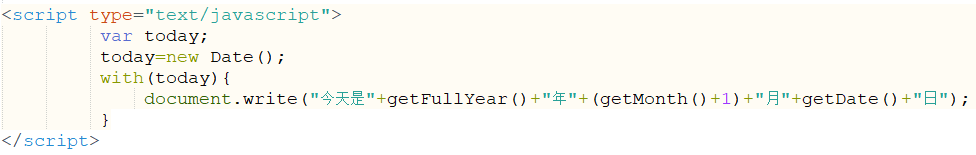 <script type="text/javascript">
var today;
today=new Date();
with(today){
document.write("今天是"+getFullYear()+"年"+(getMonth()+1)+"月"+getDate()+"日");
}
</script>